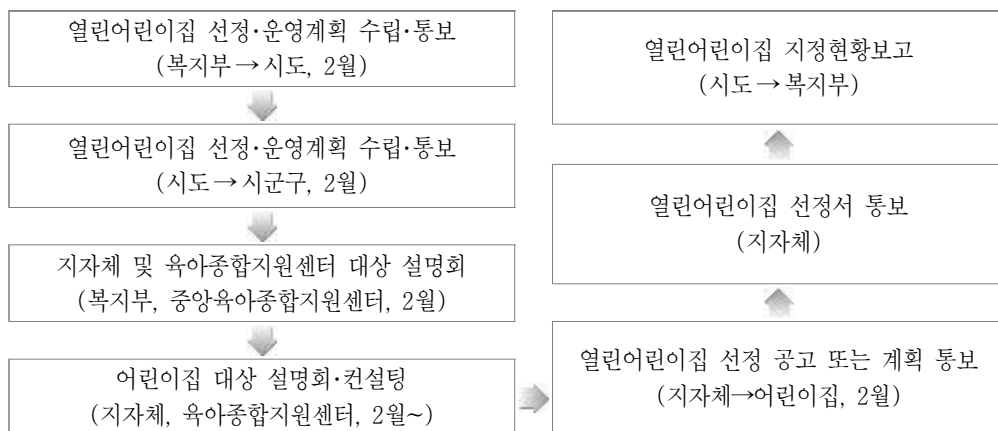 열린어린이집 선정·운영계획 수립·통보
(복지부→시도, 2월)
열린어린이집 선정·운영계획 수립·통보
(시도→시군구, 2월)
지자체 및 육아종합지원센터 대상 설명회
(복지부, 중앙육아종합지원센터, 2월)
어린이집 대상 설명회·컨설팅
(지자체, 육아종합지원센터, 2월~)
열린어린이집 선정 공고 또는 계획 통보
(지자체→어린이집, 2월)
열린어린이집 선정서 통보
(지자체)
열린어린이집 지정현황보고
(시도→복지부)